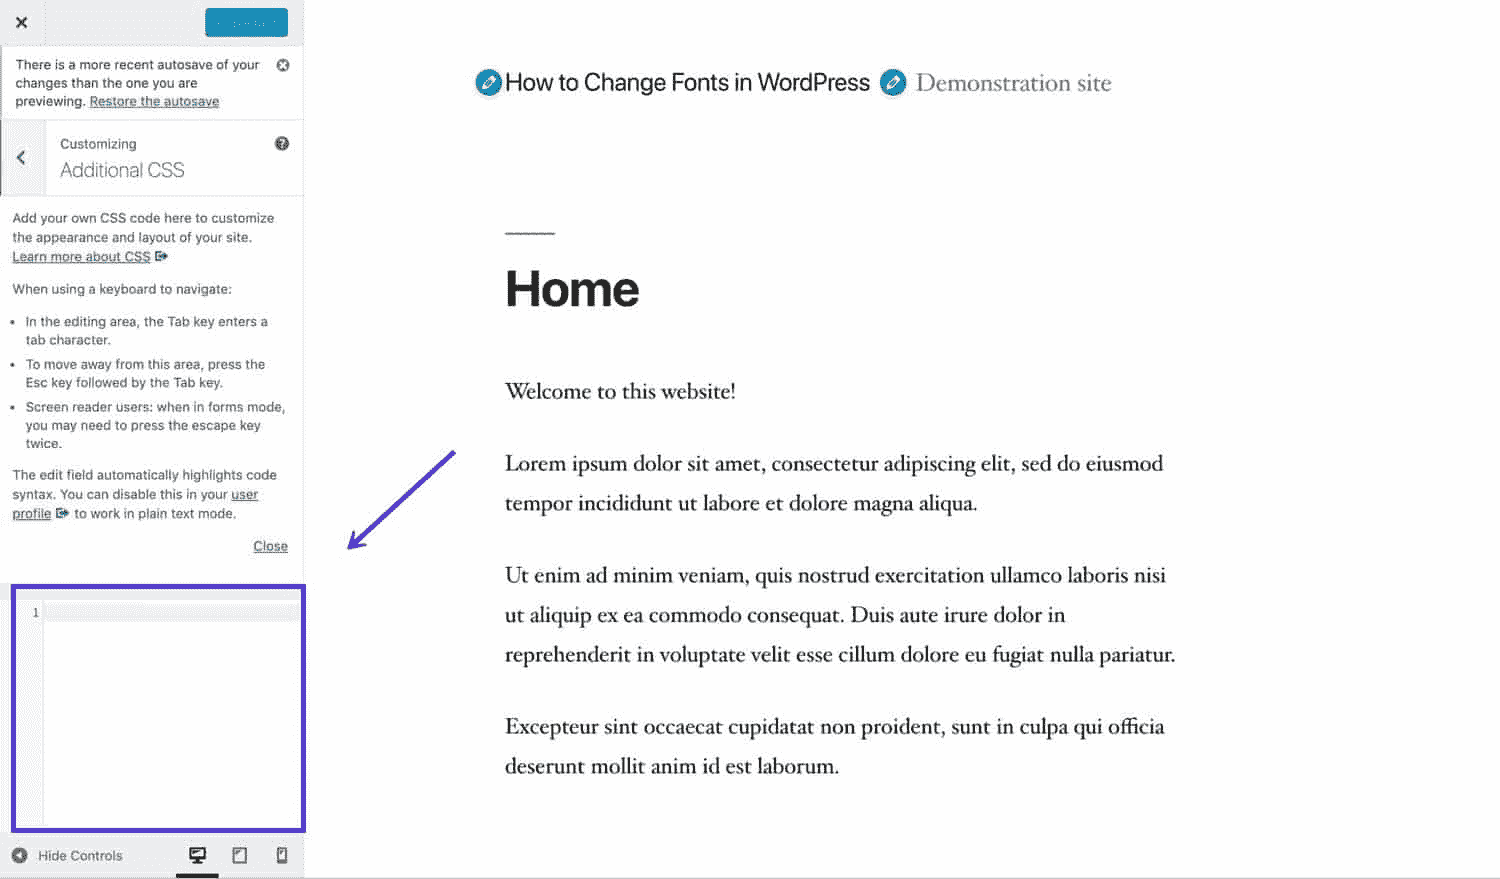 There is a more recent autosave of your
changes than the one you are
previewing. Restore the autosave
Customizing
Additional CSS
Add your own CSS code here to customize
the appearance and layout of your site.
Learn more about CSS
When using a keyboard to navigate:
• In the editing area, the Tab key enters a
tab character.
• To move away from this area, press the
Esc key followed by the Tab key.
• Screen reader users: when in forms mode,
you may need to press the escape key
twice.
The edit field automatically highlights code
syntax. You can disable this in your user
profile to work in plain text mode.
Close
1
Hide Controls
How to Change Fonts in WordPress Demonstration site
Home
Welcome to this website!
Lorem ipsum dolor sit amet, consectetur adipiscing elit, sed do eiusmod
tempor incididunt ut labore et dolore magna aliqua.
Ut enim ad minim veniam, quis nostrud exercitation ullamco laboris nisi
ut aliquip ex ea commodo consequat. Duis aute irure dolor in
reprehenderit in voluptate velit esse cillum dolore eu fugiat nulla pariatur.
Excepteur sint occaecat cupidatat non proident, sunt in culpa qui officia
deserunt mollit anim id est laborum.